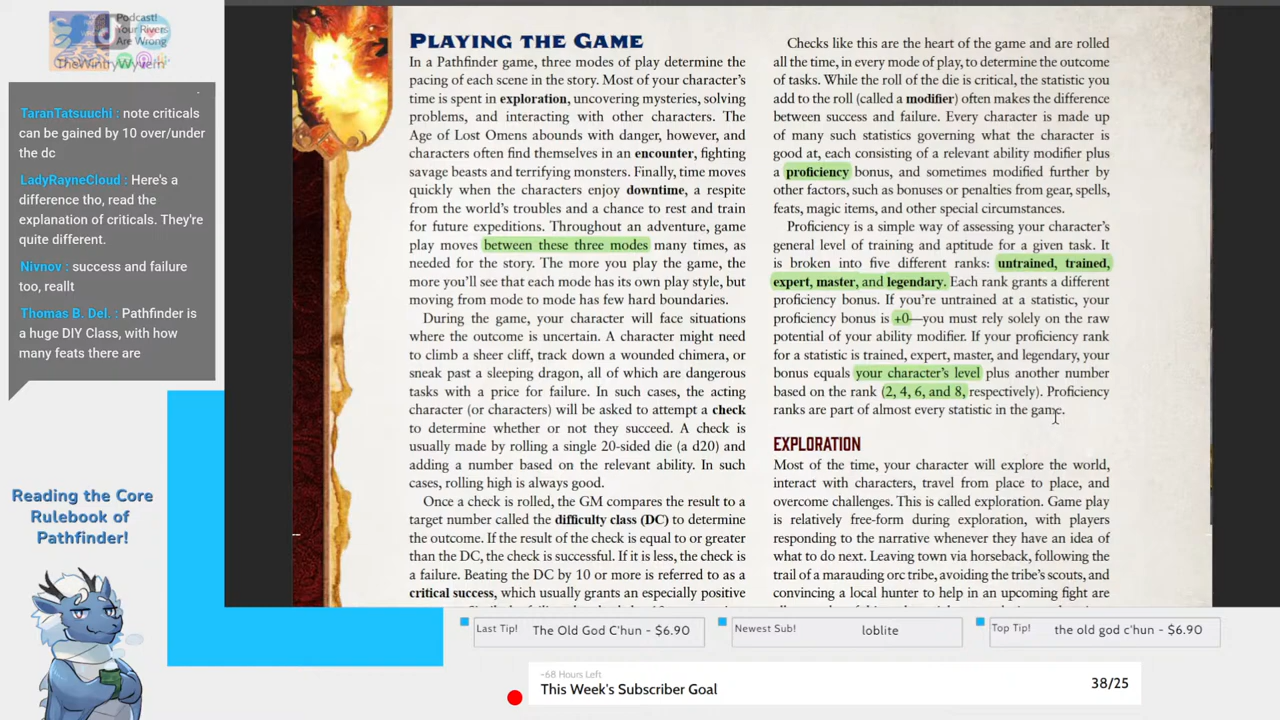 Podcast!
Your Rivers
Are Wrong
TheWintryWyvern
TaranTatsuuchi : note criticals
can be gained by 10 over/under
the dc
LadyRayneCloud : Here's a
difference tho, read the
explanation of criticals. They're
quite different.
Nivnov : success and failure
too, reallt
Thomas B. Del. : Pathfinder is
a huge DIY Class, with how
many feats there are
Reading the Core
Rulebook of
Pathfinder!
PLAYING THE GAME
In a Pathfinder game, three modes of play determine the
pacing of each scene in the story. Most of your character's
time is spent in exploration, uncovering mysteries, solving
problems, and interacting with other characters. The
Age of Lost Omens abounds with danger, however, and
characters often find themselves in an encounter, fighting
savage beasts and terrifying monsters. Finally, time moves
quickly when the characters enjoy downtime, a respite
from the world's troubles and a chance to rest and train
for future expeditions. Throughout an adventure, game
play moves between these three modes many times, as
needed for the story. The more you play the game, the
more you'll see that each mode has its own play style, but
moving from mode to mode has few hard boundaries.
During the game, your character will face situations
where the outcome is uncertain. A character might need
to climb a sheer cliff, track down a wounded chimera, or
sneak past a sleeping dragon, all of which are dangerous
tasks with a price for failure. In such cases, the acting
character (or characters) will be asked to attempt a check
to determine whether or not they succeed. A check is
usually made by rolling a single 20-sided die (a d20) and
adding a number based on the relevant ability. In such
cases, rolling high is always good.
Once a check is rolled, the GM compares the result to a
target number called the difficulty class (DC) to determine
the outcome. If the result of the check is equal to or greater
than the DC, the check is successful. If it is less, the check is
a failure. Beating the DC by 10 or more is referred to as a
critical success, which usually grants an especially positive
Checks like this are the heart of the game and are rolled
all the time, in every mode of play, to determine the outcome
of tasks. While the roll of the die is critical, the statistic you
add to the roll (called a modifier) often makes the difference
between success and failure. Every character is made up
of many such statistics governing what the character is
good at, each consisting of a relevant ability modifier plus
a proficiency bonus, and sometimes modified further by
other factors, such as bonuses or penalties from gear, spells,
feats, magic items, and other special circumstances.
Proficiency is a simple way of assessing your character's
general level of training and aptitude for a given task. It
is broken into five different ranks: untrained, trained,
expert, master, and legendary. Each rank grants a different
proficiency bonus. If you're untrained at a statistic, your
proficiency bonus is +0—you must rely solely on the raw
potential of your ability modifier. If your proficiency rank
for a statistic is trained, expert, master, and legendary, your
bonus equals your character's level plus another number
based on the rank (2, 4, 6, and 8, respectively). Proficiency
ranks are part of almost every statistic in the game.
EXPLORATION
Most of the time, your character will explore the world,
interact with characters, travel from place to place, and
overcome challenges. This is called exploration. Game play
is relatively free-form during exploration, with players
responding to the narrative whenever they have an idea of
what to do next. Leaving town via horseback, following the
trail of a marauding orc tribe, avoiding the tribe's scouts, and
convincing a local hunter to help in an upcoming fight are
Last Tip! The Old God C'hun - $6.90
Newest Sub! loblite
Top Tip! the old god c'hun - $6.90
~68 Hours Left
This Week's Subscriber Goal 38/25